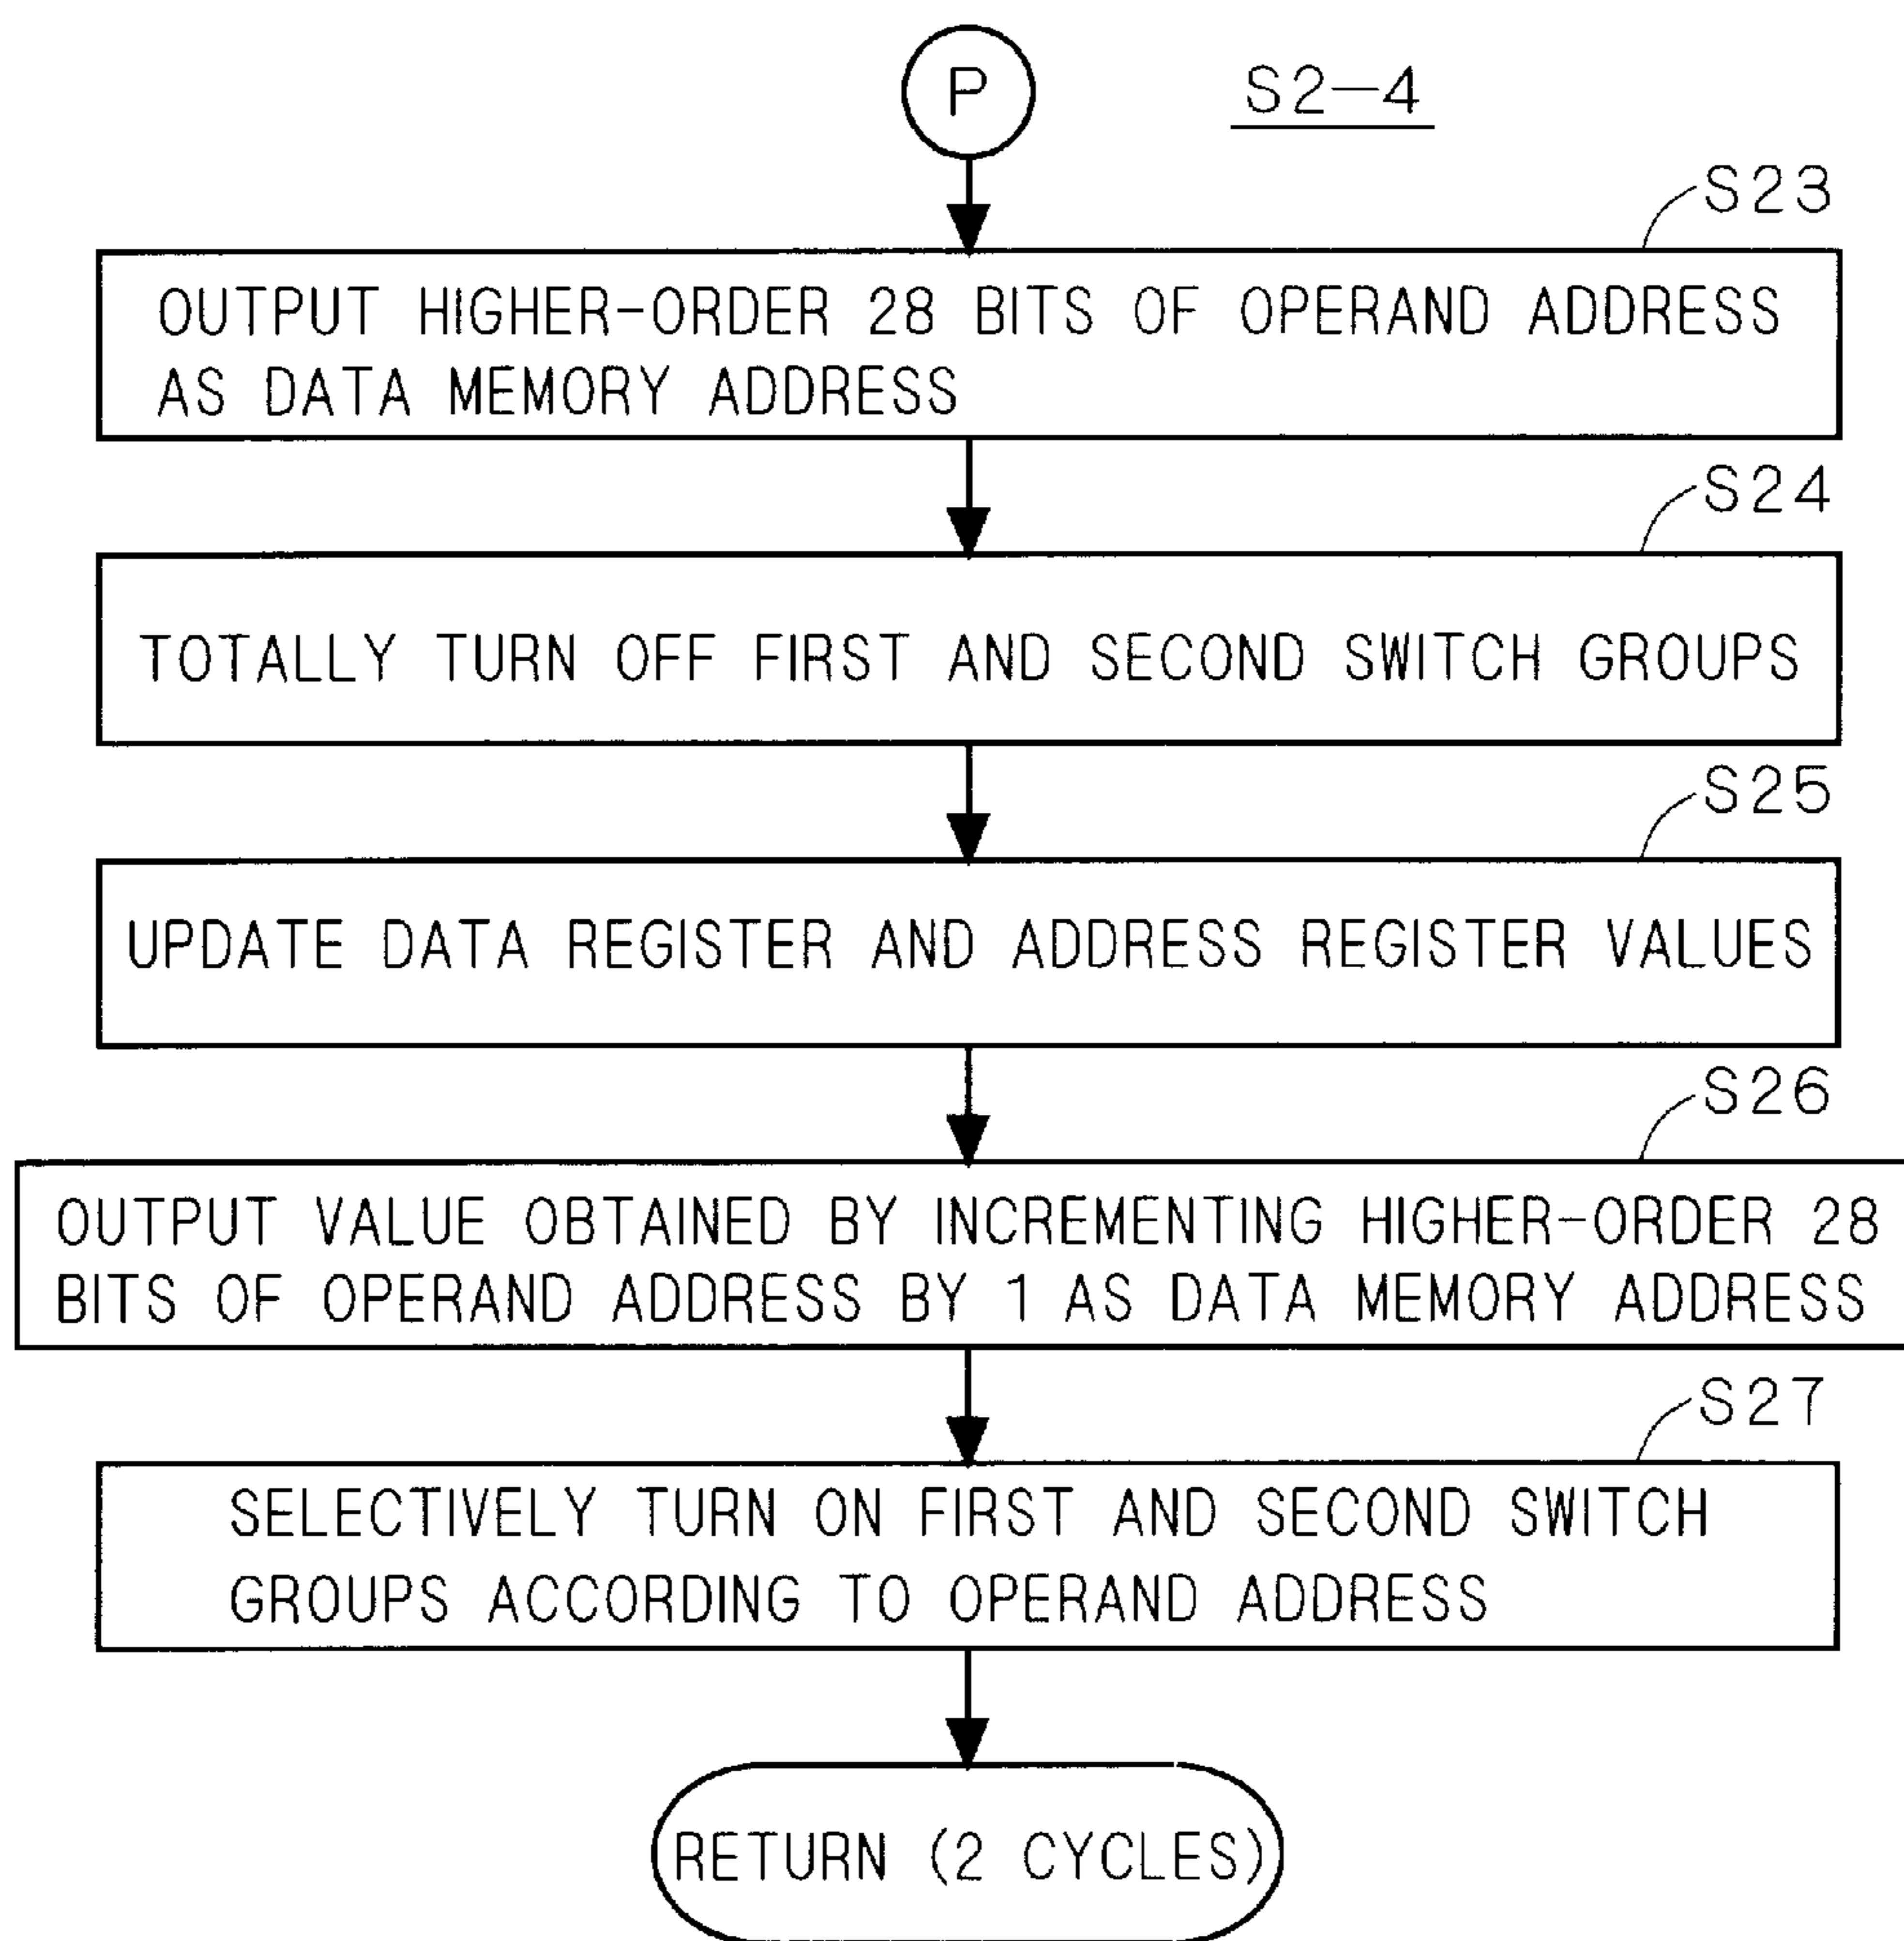 P
S2-4
S23
OUTPUT HIGHER-ORDER 28 BITS OF OPERAND ADDRESS
AS DATA MEMORY ADDRESS
S24
TOTALLY TURN OFF FIRST AND SECOND SWITCH GROUPS
S25
UPDATE DATA REGISTER AND ADDRESS REGISTER VALUES
S26
OUTPUT VALUE OBTAINED BY INCREMENTING HIGHER-ORDER 28
BITS OF OPERAND ADDRESS BY 1 AS DATA MEMORY ADDRESS
S27
SELECTIVELY TURN ON FIRST AND SECOND SWITCH
GROUPS ACCORDING TO OPERAND ADDRESS
RETURN (2 CYCLES)